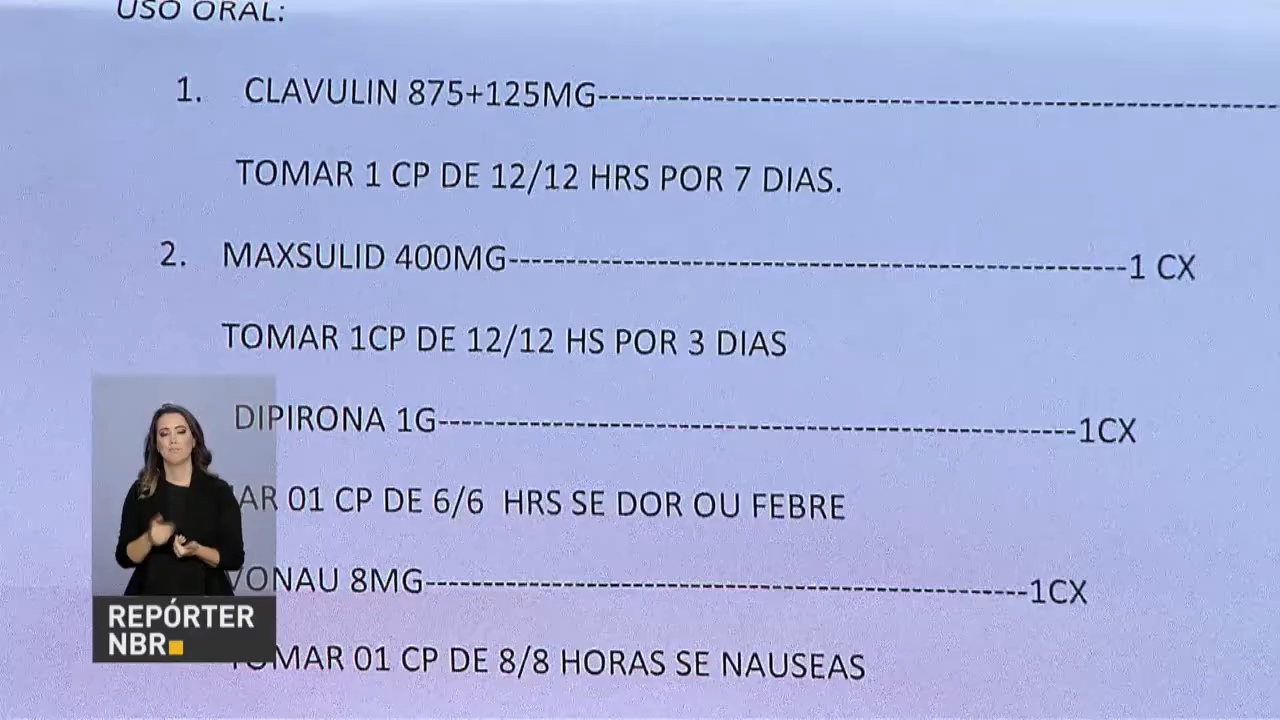 USO ORAL:
1. CLAVULIN 875+125MG------------------------------------------------------------
TOMAR 1 CP DE 12/12 HRS POR 7 DIAS.
2. MAXSULID 400MG------------------------------------------------------------1 CX
TOMAR 1CP DE 12/12 HS POR 3 DIAS
DIPIRONA 1G------------------------------------------------------------1CX
AR 01 CP DE 6/6 HRS SE DOR OU FEBRE
VONAU 8MG------------------------------------------------------------1CX
TOMAR 01 CP DE 8/8 HORAS SE NAUSEAS
REPÓRTER
NBR